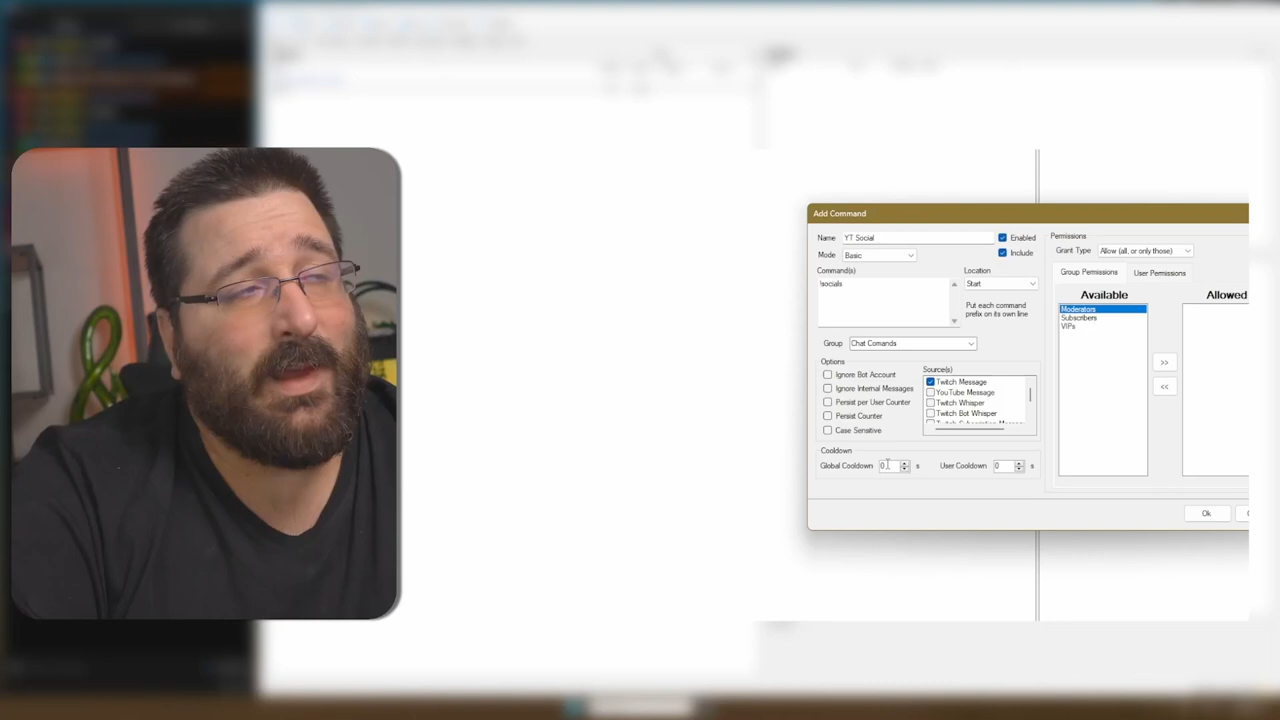 Add Command
Name YT Social Enabled
Mode Basic Include
Command(s) Location
!socials Start
Put each command
prefix on its own line
Group Chat Comands
Options
Ignore Bot Account
Ignore Internal Messages
Persist per User Counter
Persist Counter
Case Sensitive
Source(s)
Twitch Message
YouTube Message
Twitch Whisper
Twitch Bot Whisper
Cooldown
Global Cooldown 0 s User Cooldown 0 s
Permissions
Grant Type Allow (all, or only those)
Group Permissions User Permissions
Available Allowed
Moderators
Subscribers
VIPs
>>
<<
Ok